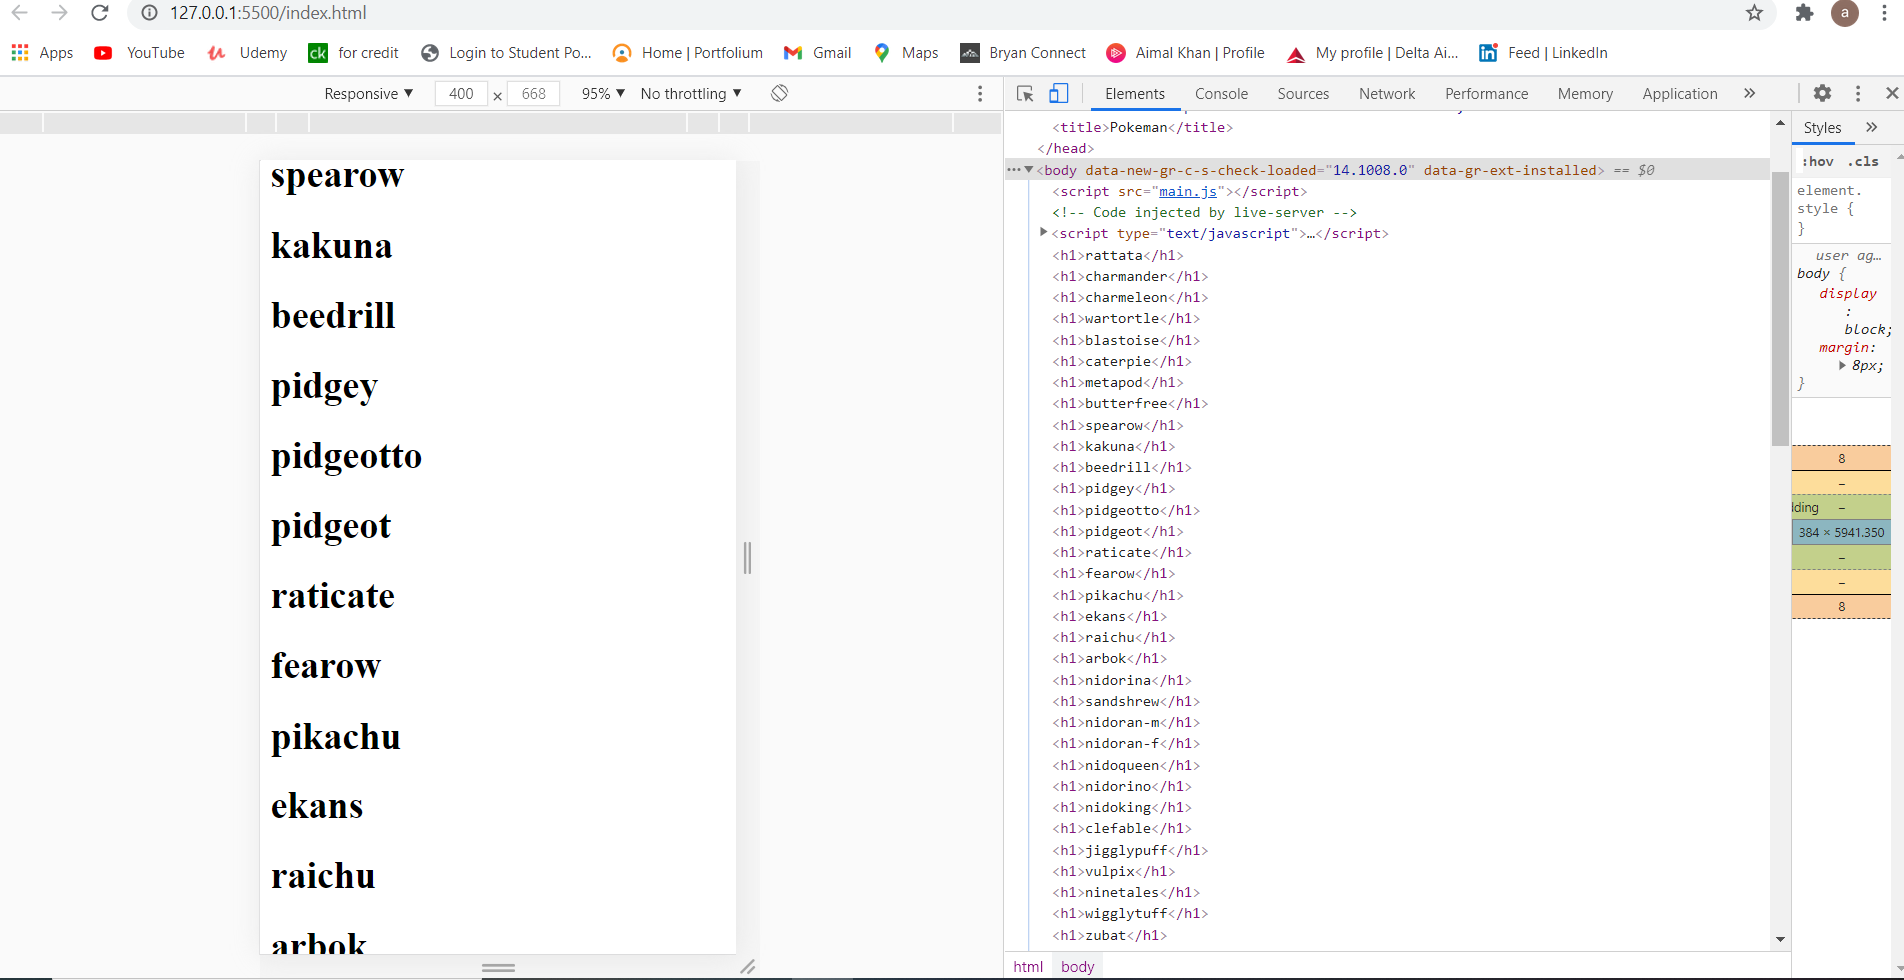 127.0.0.1:5500/index.html
a
Apps YouTube Udemy ck for credit Login to Student Po... Home | Portfolium Gmail Maps Bryan Connect Aimal Khan | Profile My profile | Delta Ai... Feed | LinkedIn
Responsive ▼ 400 × 668 95% ▼ No throttling ▼
Elements Console Sources Network Performance Memory Application »
spearow
kakuna
beedrill
pidgey
pidgeotto
pidgeot
raticate
fearow
pikachu
ekans
raichu
arbok
<title>Pokeman</title>
</head>
<body data-new-gr-c-s-check-loaded="14.1008.0" data-gr-ext-installed> == $0
<script src="main.js"></script>
<!-- Code injected by live-server -->
<script type="text/javascript">…</script>
<h1>rattata</h1>
<h1>charmander</h1>
<h1>charmeleon</h1>
<h1>wartortle</h1>
<h1>blastoise</h1>
<h1>caterpie</h1>
<h1>metapod</h1>
<h1>butterfree</h1>
<h1>spearow</h1>
<h1>kakuna</h1>
<h1>beedrill</h1>
<h1>pidgey</h1>
<h1>pidgeotto</h1>
<h1>pidgeot</h1>
<h1>raticate</h1>
<h1>fearow</h1>
<h1>pikachu</h1>
<h1>ekans</h1>
<h1>raichu</h1>
<h1>arbok</h1>
<h1>nidorina</h1>
<h1>sandshrew</h1>
<h1>nidoran-m</h1>
<h1>nidoran-f</h1>
<h1>nidoqueen</h1>
<h1>nidorino</h1>
<h1>nidoking</h1>
<h1>clefable</h1>
<h1>jigglypuff</h1>
<h1>vulpix</h1>
<h1>ninetales</h1>
<h1>wigglytuff</h1>
<h1>zubat</h1>
html body
Styles »
:hov .cls
element.
style {
}
user ag…
body {
display
:
block;
margin:
8px;
}
8
–
dding –
384 × 5941.350
–
–
8